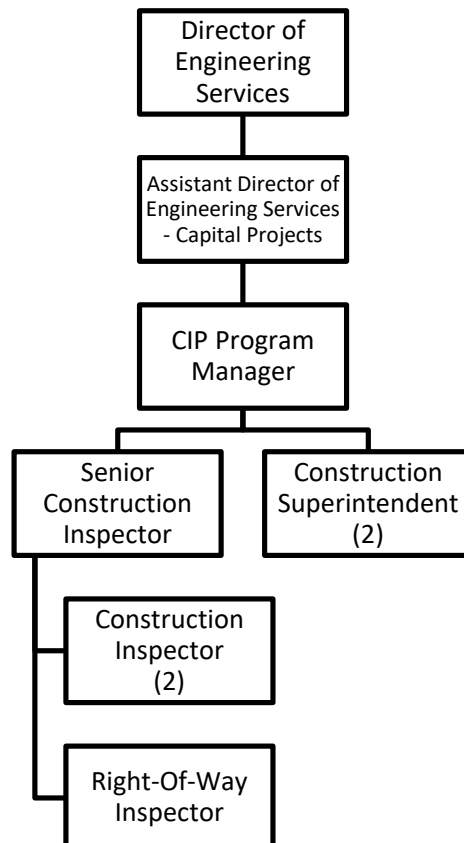 Director of
Engineering
Services
Assistant Director of
Engineering Services
- Capital Projects
CIP Program
Manager
Senior
Construction
Inspector
Construction
Superintendent
(2)
Construction
Inspector
(2)
Right-Of-Way
Inspector